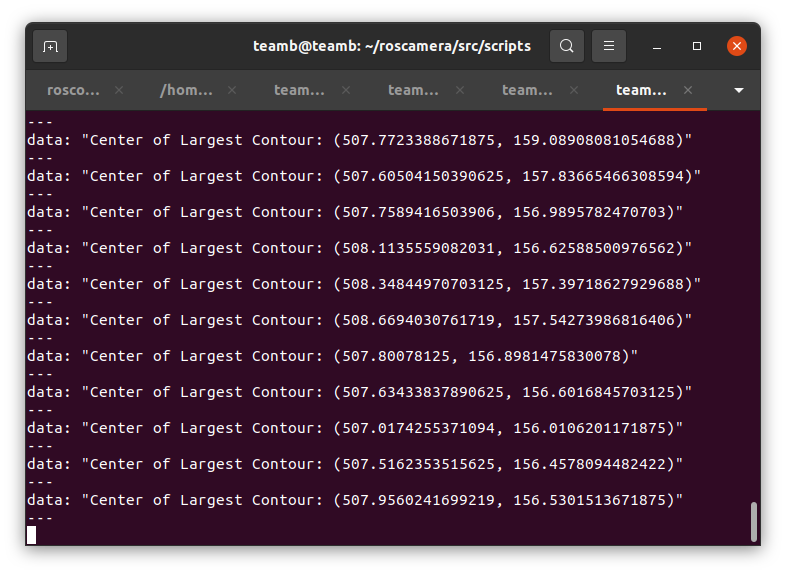 teamb@teamb: ~/roscamera/src/scripts
rosco... /hom... team... team... team... team...
---
data: "Center of Largest Contour: (507.7723388671875, 159.08908081054688)"
---
data: "Center of Largest Contour: (507.60504150390625, 157.83665466308594)"
---
data: "Center of Largest Contour: (507.7589416503906, 156.9895782470703)"
---
data: "Center of Largest Contour: (508.1135559082031, 156.62588500976562)"
---
data: "Center of Largest Contour: (508.34844970703125, 157.39718627929688)"
---
data: "Center of Largest Contour: (508.6694030761719, 157.54273986816406)"
---
data: "Center of Largest Contour: (507.80078125, 156.8981475830078)"
---
data: "Center of Largest Contour: (507.63433837890625, 156.6016845703125)"
---
data: "Center of Largest Contour: (507.0174255371094, 156.0106201171875)"
---
data: "Center of Largest Contour: (507.5162353515625, 156.4578094482422)"
---
data: "Center of Largest Contour: (507.9560241699219, 156.5301513671875)"
---